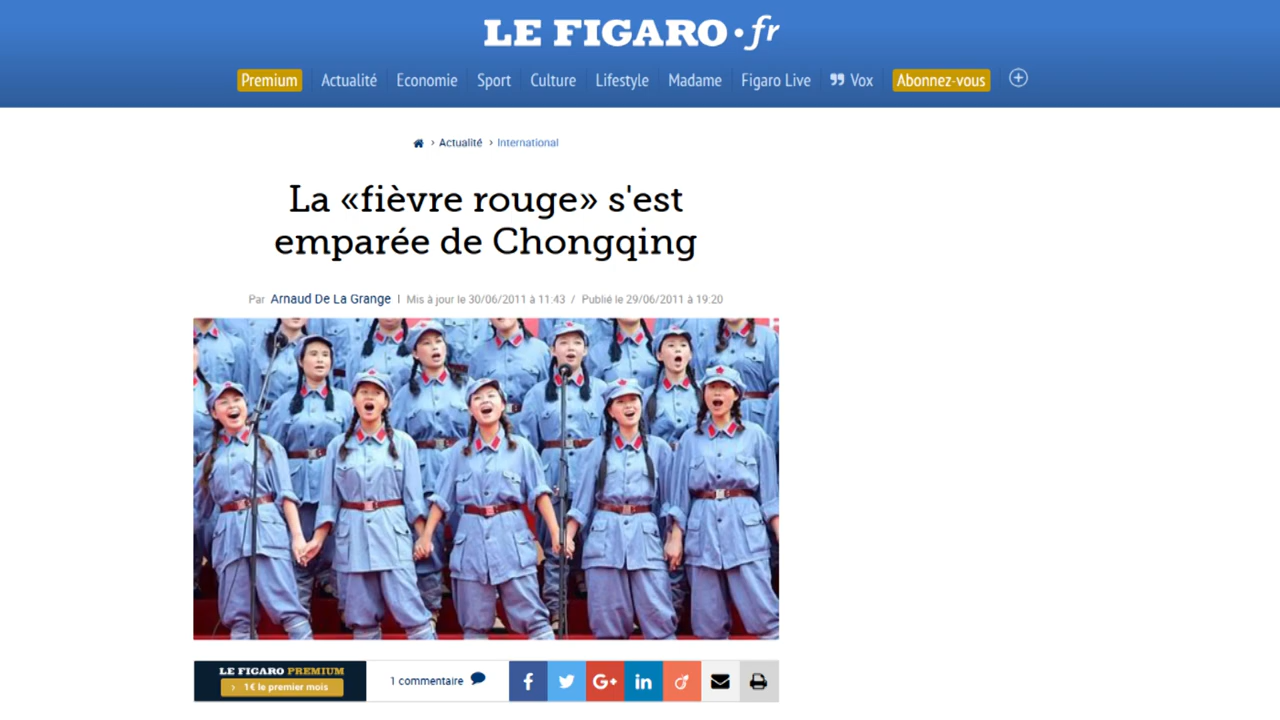 LE FIGARO·fr
Premium Actualité Economie Sport Culture Lifestyle Madame Figaro Live Vox Abonnez-vous
› Actualité › International
La «fièvre rouge» s'est
emparée de Chongqing
Par Arnaud De La Grange | Mis à jour le 30/06/2011 à 11:43 / Publié le 29/06/2011 à 19:20
LE FIGARO PREMIUM
› 1€ le premier mois
1 commentaire
G+ in